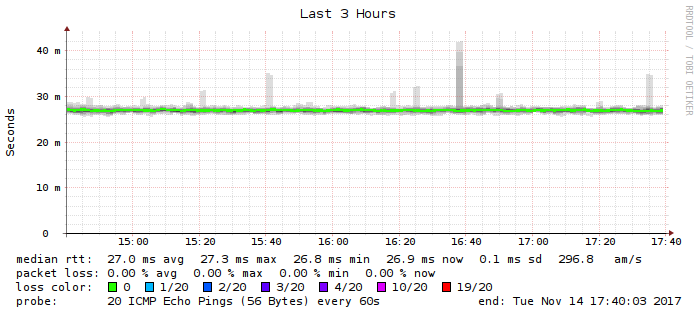 Last 3 Hours
RRDTOOL / TOBI OETIKER
Seconds
40 m
30 m
20 m
10 m
0
15:00 15:20 15:40 16:00 16:20 16:40 17:00 17:20 17:40
median rtt: 27.0 ms avg 27.3 ms max 26.8 ms min 26.9 ms now 0.1 ms sd 296.8 am/s
packet loss: 0.00 % avg 0.00 % max 0.00 % min 0.00 % now
loss color: 0 1/20 2/20 3/20 4/20 10/20 19/20
probe: 20 ICMP Echo Pings (56 Bytes) every 60s end: Tue Nov 14 17:40:03 2017